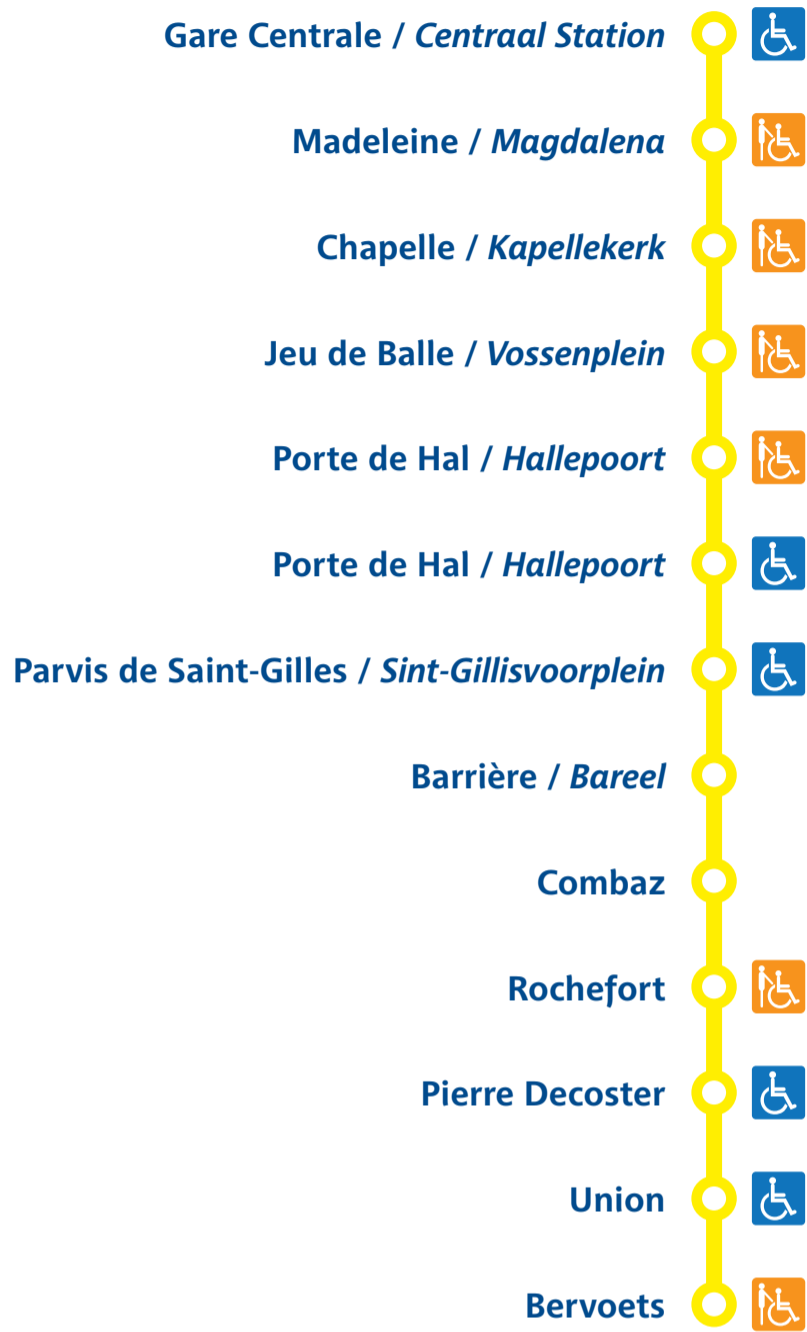 Gare Centrale / Centraal Station
Madeleine / Magdalena
Chapelle / Kapellekerk
Jeu de Balle / Vossenplein
Porte de Hal / Hallepoort
Porte de Hal / Hallepoort
Parvis de Saint-Gilles / Sint-Gillisvoorplein
Barrière / Bareel
Combaz
Rochefort
Pierre Decoster
Union
Bervoets